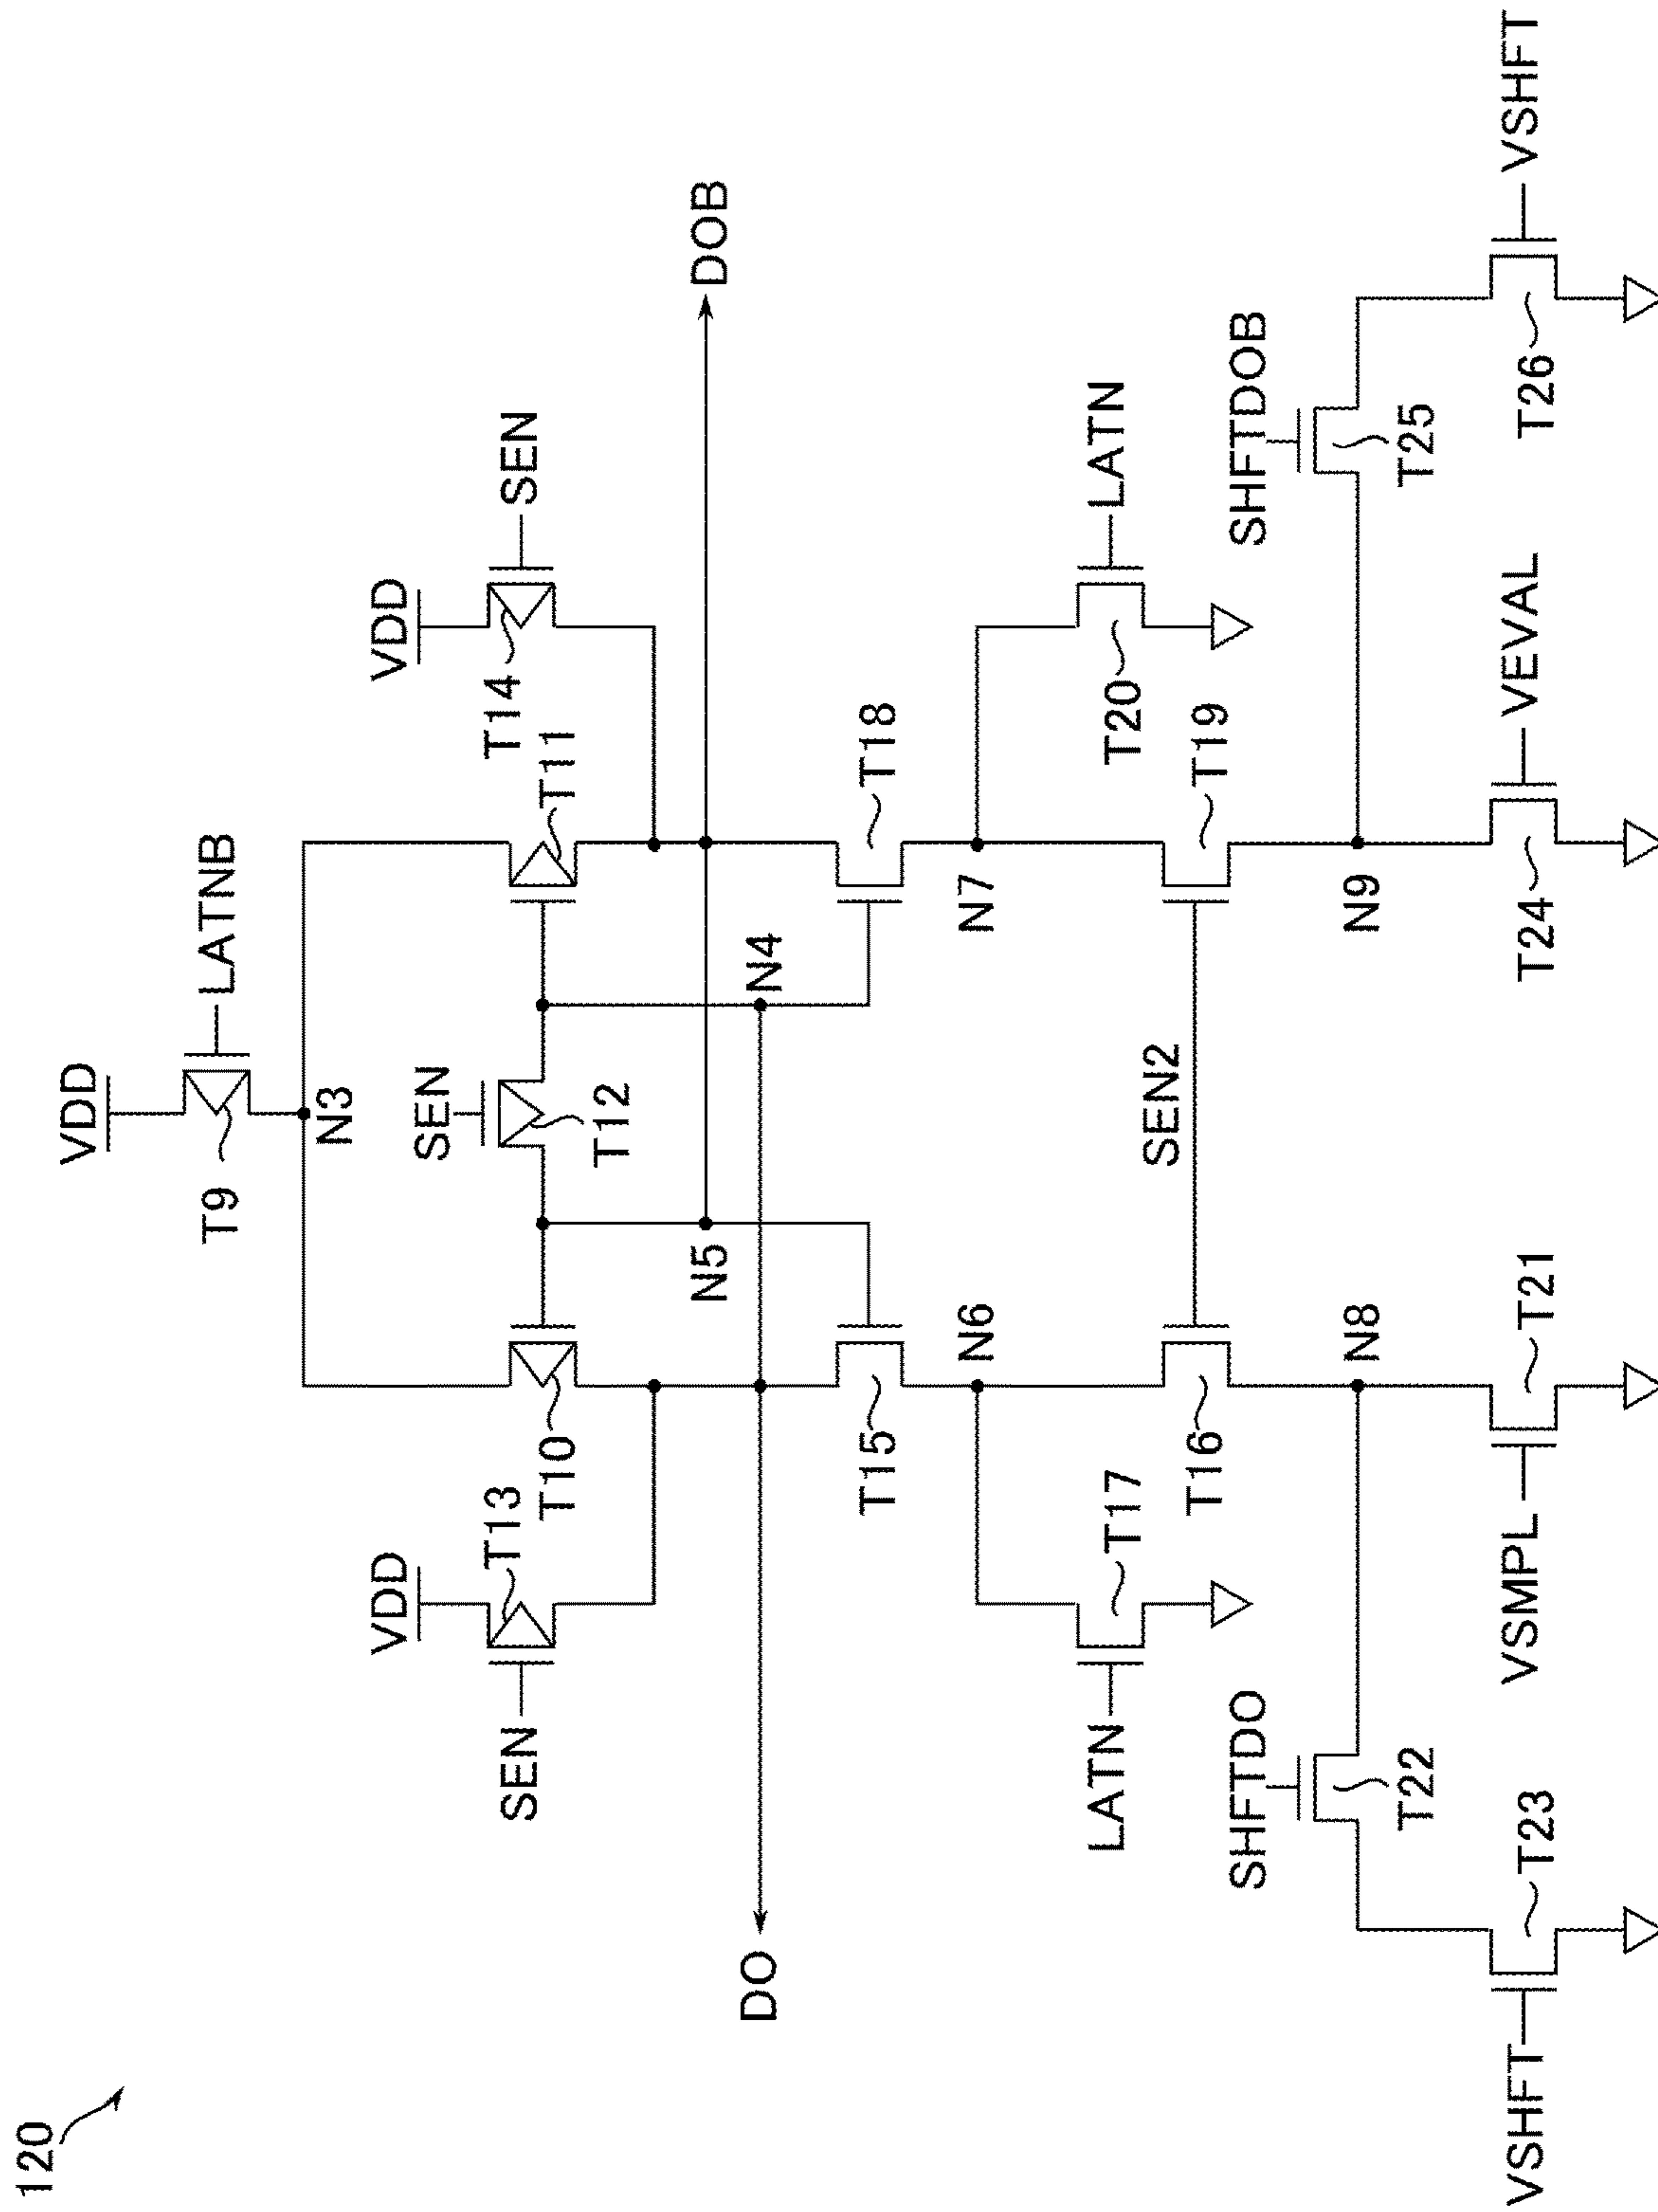 120
VDD
LATNB
T9
N3
VDD
SEN
VDD
SEN
T13
SEN
T14
T10
T12
T11
N5
DOB
DO
N4
T15
T18
N6
N7
LATN
T17
T20
LATN
SEN2
T16
T19
SHFTDO
SHFTDOB
N8
N9
T22
T25
VSHFT
T23
VSMPL
T21
T24
VEVAL
T26
VSHFT